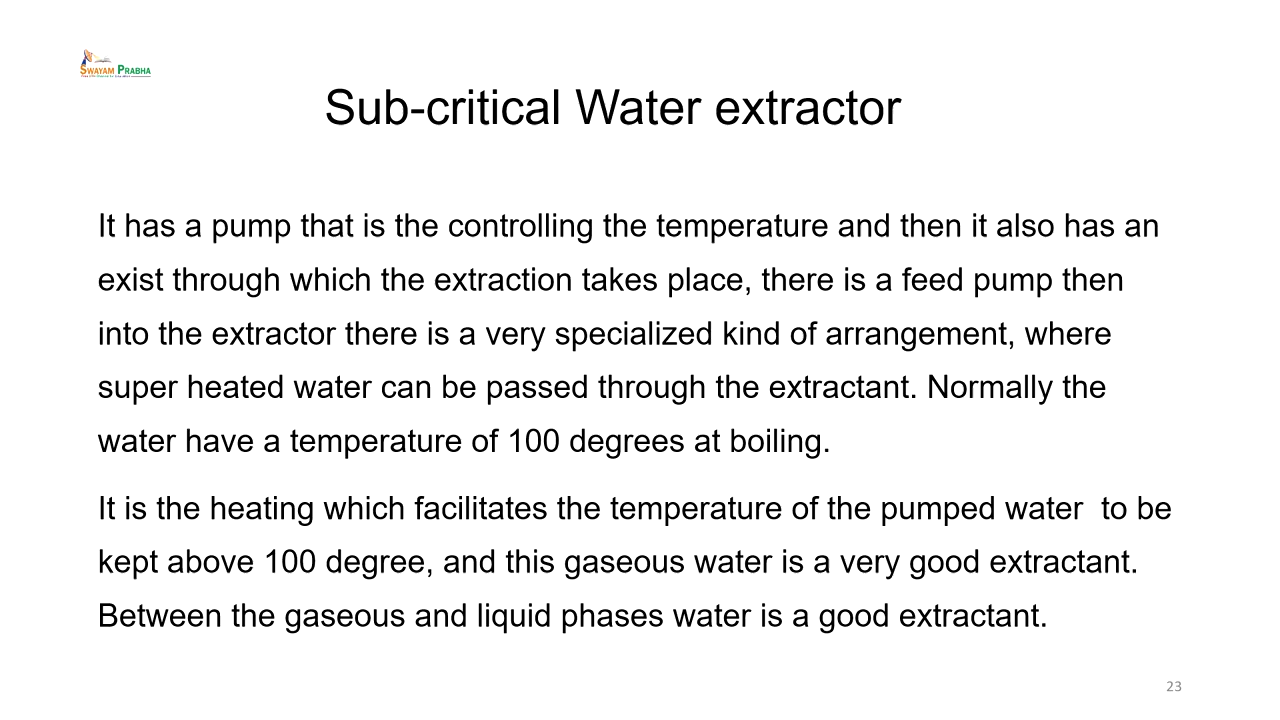 SWAYAM PRABHA
Sub-critical Water extractor
It has a pump that is the controlling the temperature and then it also has an
exist through which the extraction takes place, there is a feed pump then
into the extractor there is a very specialized kind of arrangement, where
super heated water can be passed through the extractant. Normally the
water have a temperature of 100 degrees at boiling.
It is the heating which facilitates the temperature of the pumped water  to be
kept above 100 degree, and this gaseous water is a very good extractant.
Between the gaseous and liquid phases water is a good extractant.
23